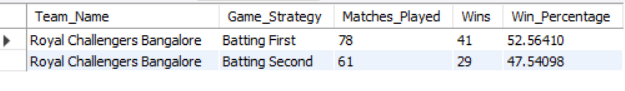 Team_Name Game_Strategy Matches_Played Wins Win_Percentage
Royal Challengers Bangalore Batting First 78 41 52.56410
Royal Challengers Bangalore Batting Second 61 29 47.54098